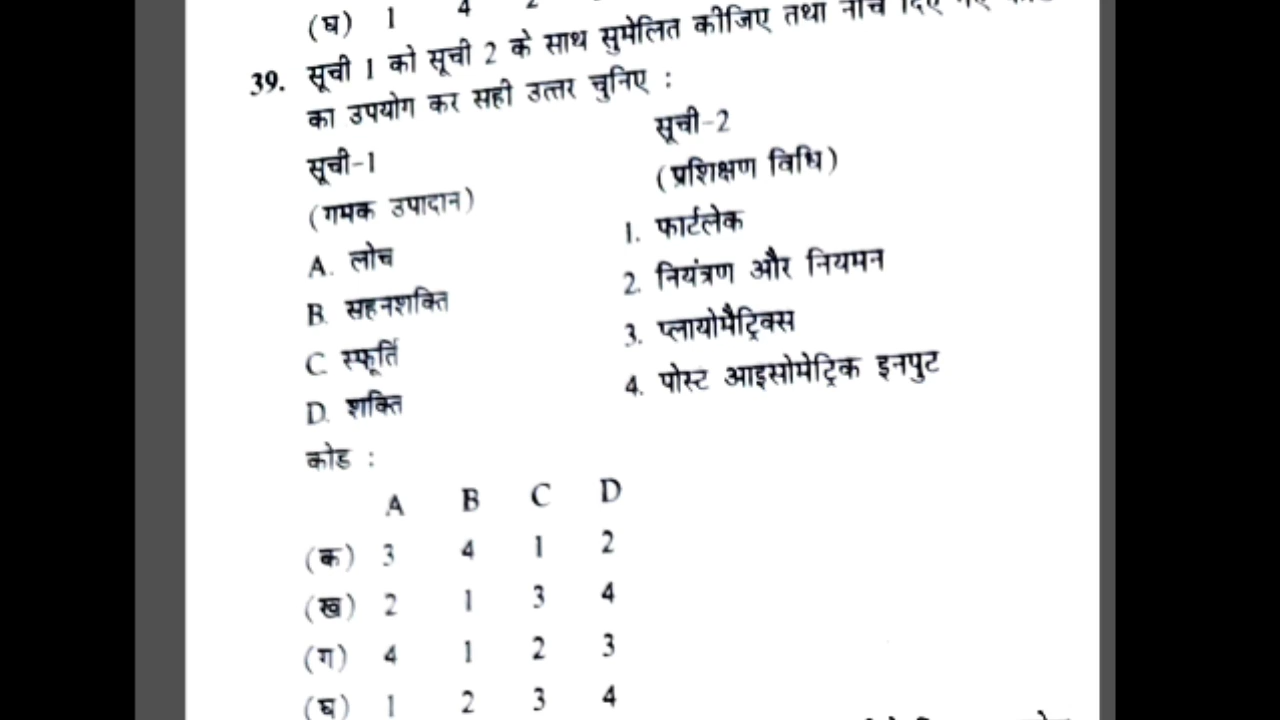 (घ) 1 4 2
39. सूची 1 को सूची 2 के साथ सुमेलित कीजिए तथा नीचे दिए गए
का उपयोग कर सही उत्तर चुनिए :
सूची-1 सूची-2
(गमक उपादान) (प्रशिक्षण विधि)
A. लोच 1. फार्टलेक
B. सहनशक्ति 2. नियंत्रण और नियमन
C स्फूर्ति 3. प्लायोमैट्रिक्स
D. शक्ति 4. पोस्ट आइसोमेट्रिक इनपुट
कोड :
A B C D
(क) 3 4 1 2
(ख) 2 1 3 4
(ग) 4 1 2 3
(घ) 1 2 3 4